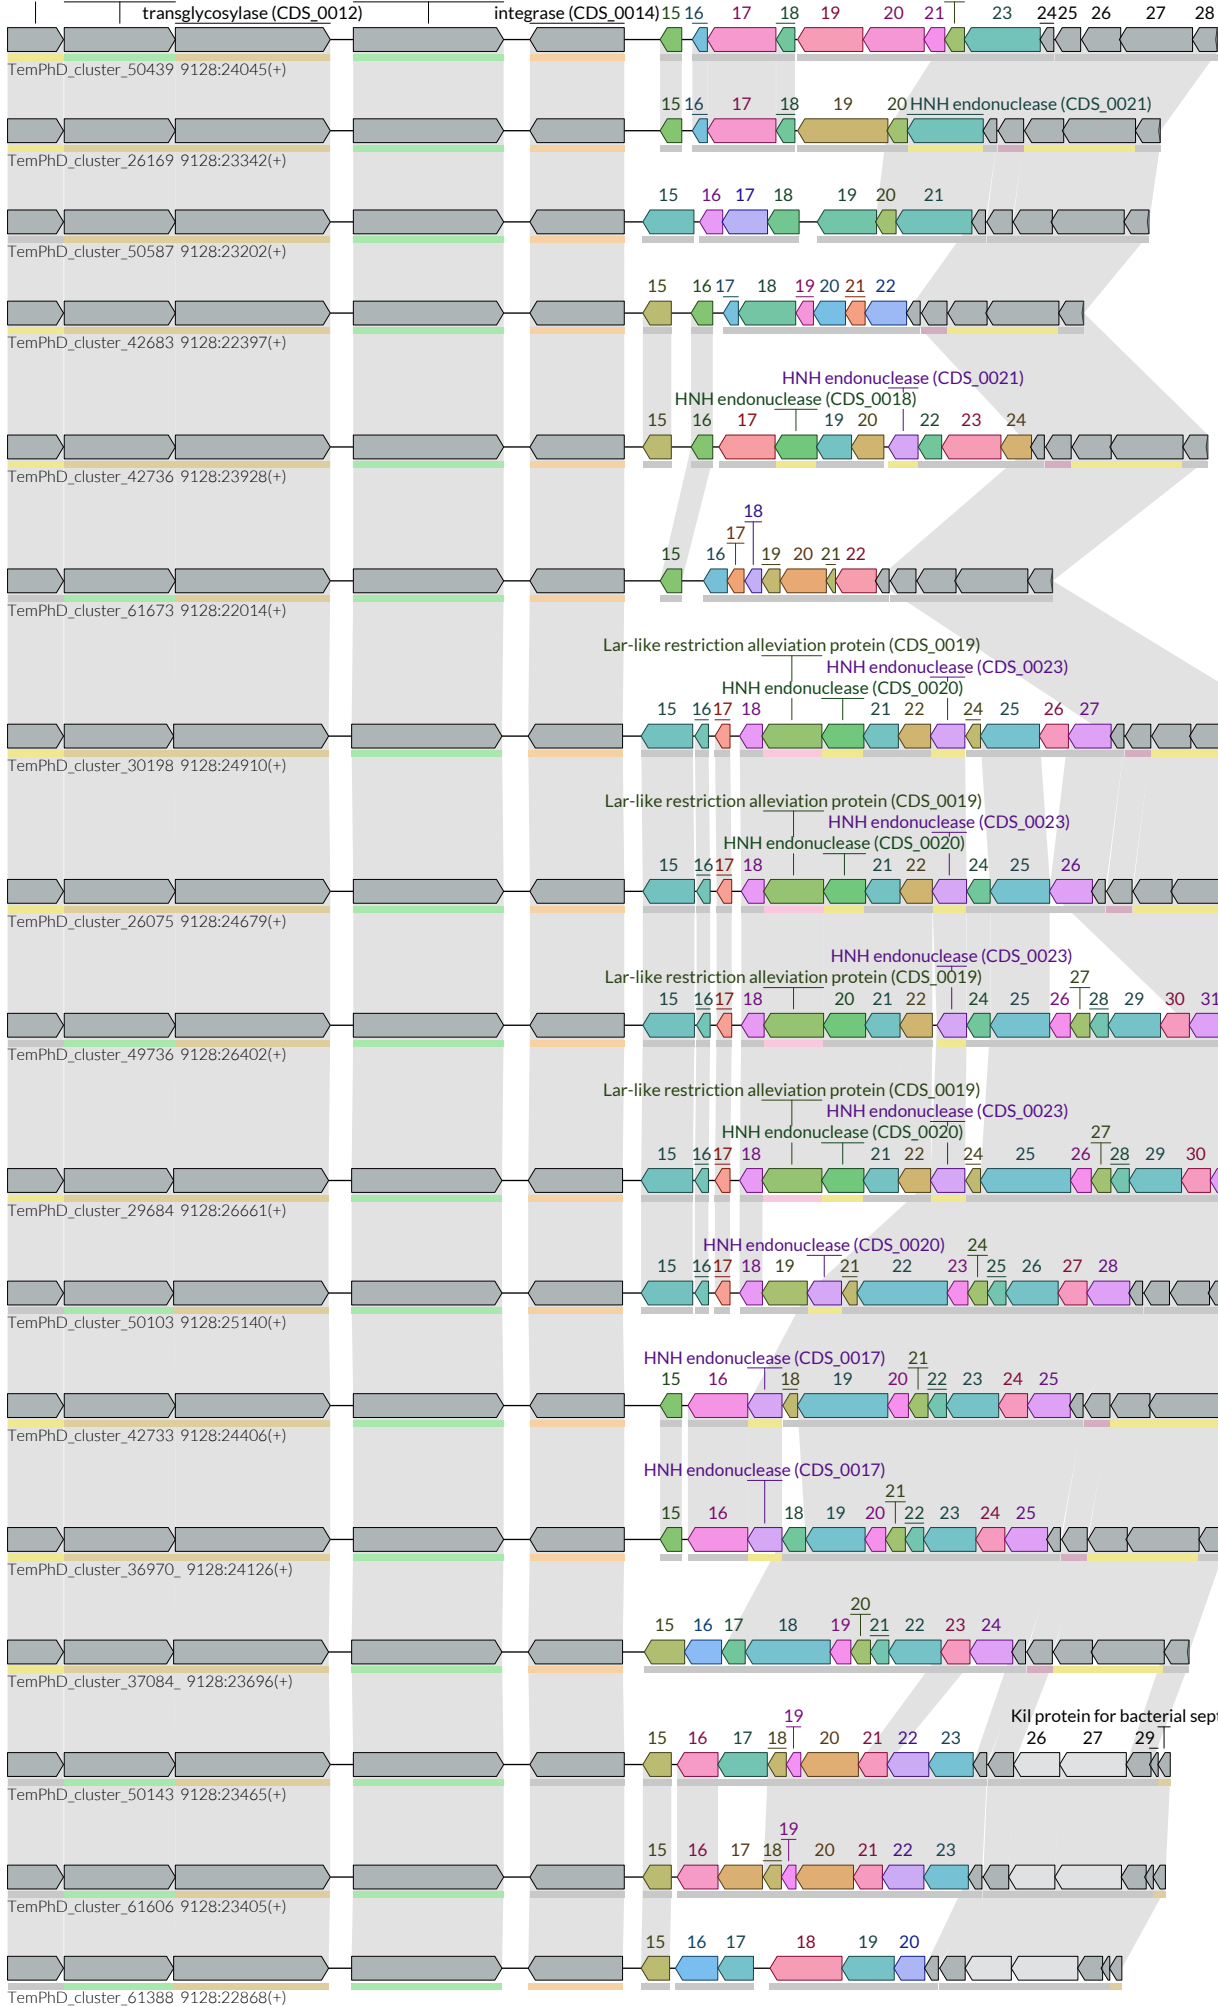 transglycosylase (CDS_0012) integrase (CDS_0014) 15 16 17 18 19 20 21 23 24 25 26 27 28
TemPhD_cluster_50439 9128:24045(+)
15 16 17 18 19 20 HNH endonuclease (CDS_0021)
TemPhD_cluster_26169 9128:23342(+)
15 16 17 18 19 20 21
TemPhD_cluster_50587 9128:23202(+)
15 16 17 18 19 20 21 22
TemPhD_cluster_42683 9128:22397(+)
HNH endonuclease (CDS_0021)
HNH endonuclease (CDS_0018)
15 16 17 19 20 22 23 24
TemPhD_cluster_42736 9128:23928(+)
18
17
15 16 19 20 21 22
TemPhD_cluster_61673 9128:22014(+)
Lar-like restriction alleviation protein (CDS_0019)
HNH endonuclease (CDS_0023)
HNH endonuclease (CDS_0020)
15 16 17 18 21 22 24 25 26 27
TemPhD_cluster_30198 9128:24910(+)
Lar-like restriction alleviation protein (CDS_0019)
HNH endonuclease (CDS_0023)
HNH endonuclease (CDS_0020)
15 16 17 18 21 22 24 25 26
TemPhD_cluster_26075 9128:24679(+)
HNH endonuclease (CDS_0023)
Lar-like restriction alleviation protein (CDS_0019) 27
15 16 17 18 20 21 22 24 25 26 28 29 30 31
TemPhD_cluster_49736 9128:26402(+)
Lar-like restriction alleviation protein (CDS_0019)
HNH endonuclease (CDS_0023)
HNH endonuclease (CDS_0020) 27
15 16 17 18 21 22 24 25 26 28 29 30
TemPhD_cluster_29684 9128:26661(+)
HNH endonuclease (CDS_0020) 24
15 16 17 18 19 21 22 23 25 26 27 28
TemPhD_cluster_50103 9128:25140(+)
HNH endonuclease (CDS_0017) 21
15 16 18 19 20 22 23 24 25
TemPhD_cluster_42733 9128:24406(+)
HNH endonuclease (CDS_0017)
21
15 16 18 19 20 22 23 24 25
TemPhD_cluster_36970_ 9128:24126(+)
20
15 16 17 18 19 21 22 23 24
TemPhD_cluster_37084_ 9128:23696(+)
19 Kil protein for bacterial sept
15 16 17 18 20 21 22 23 26 27 29
TemPhD_cluster_50143 9128:23465(+)
19
15 16 17 18 20 21 22 23
TemPhD_cluster_61606 9128:23405(+)
15 16 17 18 19 20
TemPhD_cluster_61388 9128:22868(+)